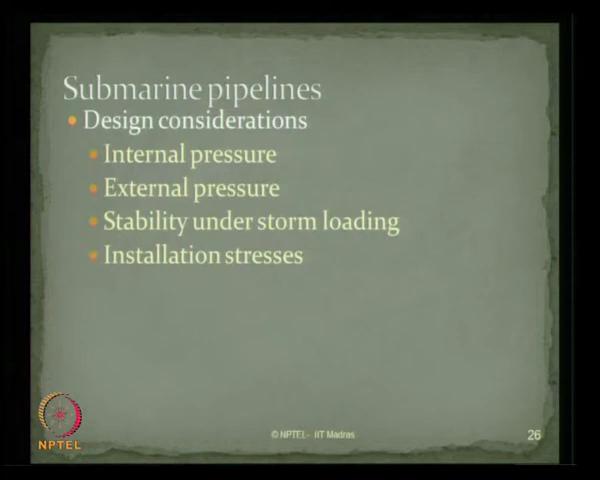 Submarine pipelines
Design considerations
Internal pressure
External pressure
Stability under storm loading
Installation stresses
NPTEL
© NPTEL - IIT Madras
26